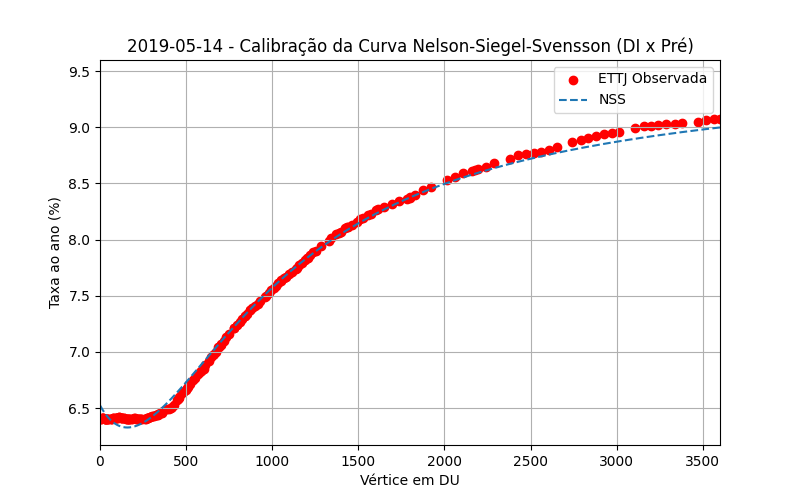 2019-05-14 - Calibração da Curva Nelson-Siegel-Svensson (DI x Pré)
ETTJ Observada
NSS
Taxa ao ano (%)
9.5
9.0
8.5
8.0
7.5
7.0
6.5
0 500 1000 1500 2000 2500 3000 3500
Vértice em DU